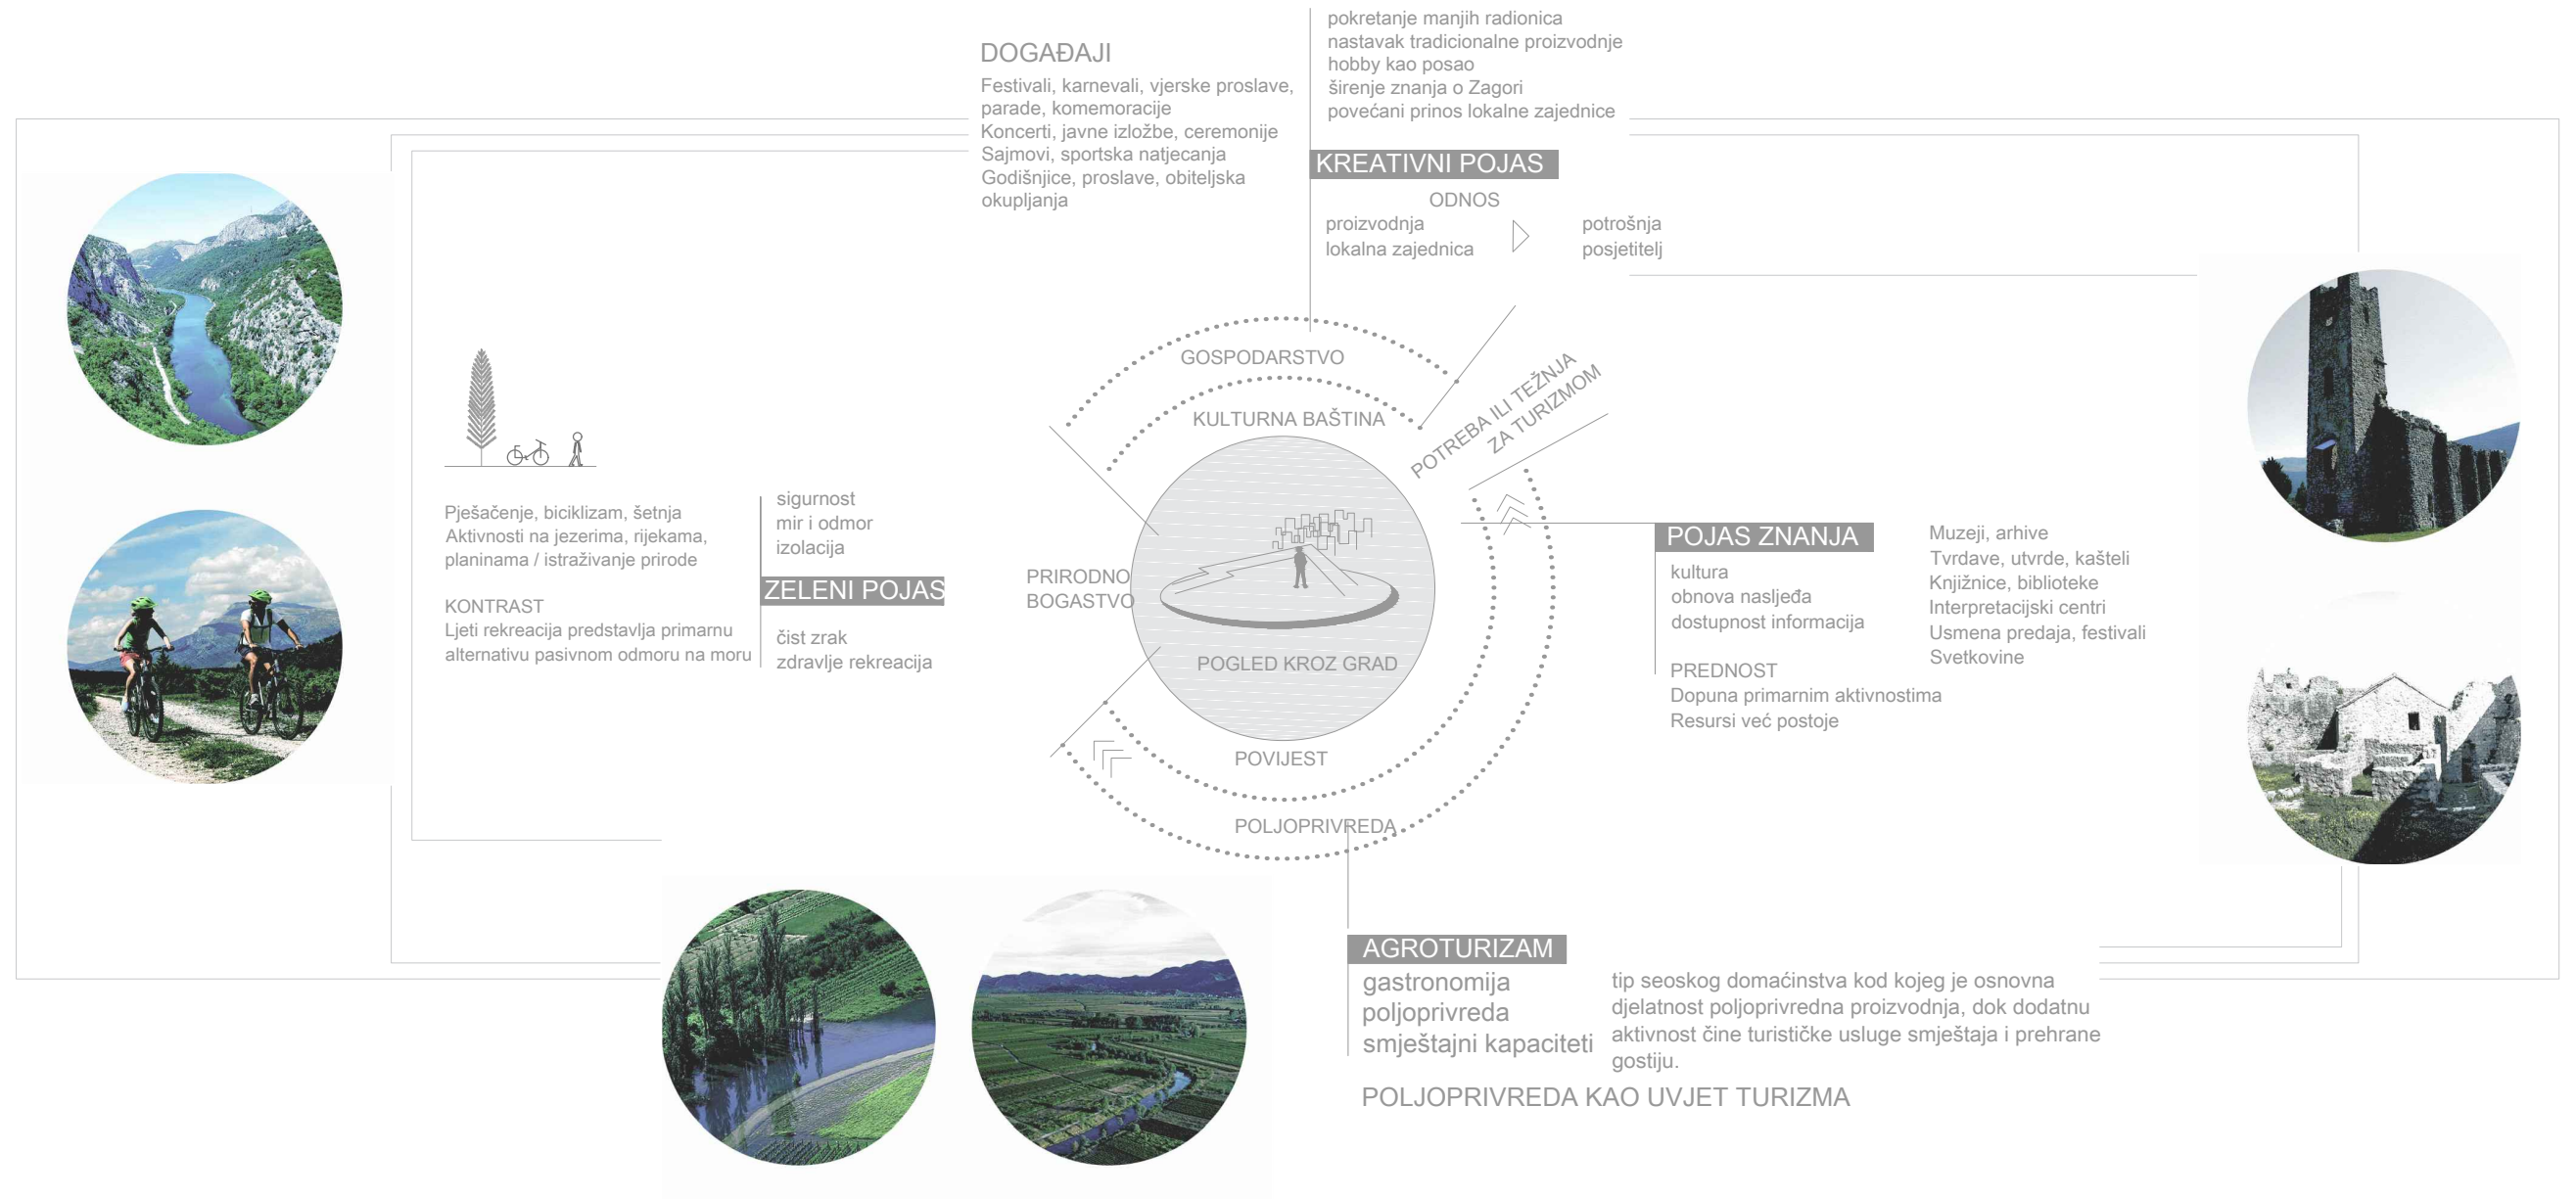 DOGAĐAJI
Festivali, karnevali, vjerske proslave,
parade, komemoracije
Koncerti, javne izložbe, ceremonije
Sajmovi, sportska natjecanja
Godišnjice, proslave, obiteljska
okupljanja
pokretanje manjih radionica
nastavak tradicionalne proizvodnje
hobby kao posao
širenje znanja o Zagori
povećani prinos lokalne zajednice
KREATIVNI POJAS
ODNOS
proizvodnja
lokalna zajednica
potrošnja
posjetitelj
GOSPODARSTVO
KULTURNA BAŠTINA
POTREBA ILI TEŽNJA
ZA TURIZMOM
Pješačenje, biciklizam, šetnja
Aktivnosti na jezerima, rijekama,
planinama / istraživanje prirode
KONTRAST
Ljeti rekreacija predstavlja primarnu
alternativu pasivnom odmoru na moru
sigurnost
mir i odmor
izolacija
ZELENI POJAS
čist zrak
zdravlje rekreacija
PRIRODNO
BOGASTVO
POGLED KROZ GRAD
POVIJEST
POLJOPRIVREDA
POJAS ZNANJA
kultura
obnova nasljeđa
dostupnost informacija
PREDNOST
Dopuna primarnim aktivnostima
Resursi već postoje
Muzeji, arhive
Tvrdave, utvrde, kašteli
Knjižnice, biblioteke
Interpretacijski centri
Usmena predaja, festivali
Svetkovine
AGROTURIZAM
gastronomija
poljoprivreda
smještajni kapaciteti
tip seoskog domaćinstva kod kojeg je osnovna
djelatnost poljoprivredna proizvodnja, dok dodatnu
aktivnost čine turističke usluge smještaja i prehrane
gostiju.
POLJOPRIVREDA KAO UVJET TURIZMA